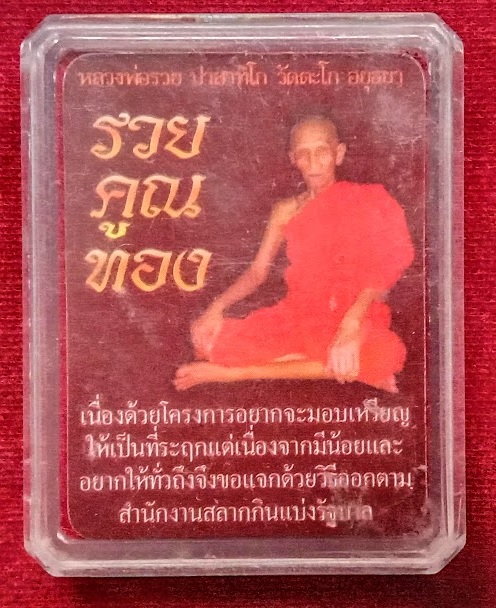 หลวงพ่อรวย ปาสาทิโก วัดตะโก อยุธยา
รวย
คูณ
ทอง
เนื่องด้วยโครงการอยากจะมอบเหรียญ
ให้เป็นที่ระฤกแต่เนื่องจากมีน้อยและ
อยากให้ทั่วถึงจึงขอแจกด้วยวิธีออกตาม
สำนักงานสลากกินแบ่งรัฐบาล